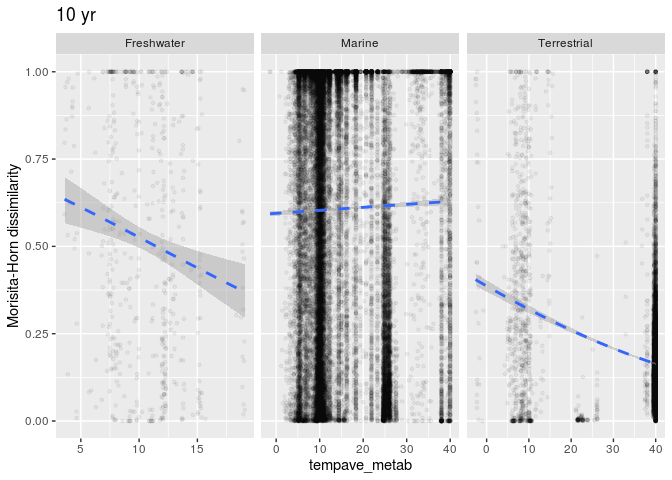 10 yr
Freshwater Marine Terrestrial
Morisita-Horn dissimilarity
1.00
0.75
0.50
0.25
0.00
5 10 15 0 10 20 30 40 0 10 20 30 40
tempave_metab